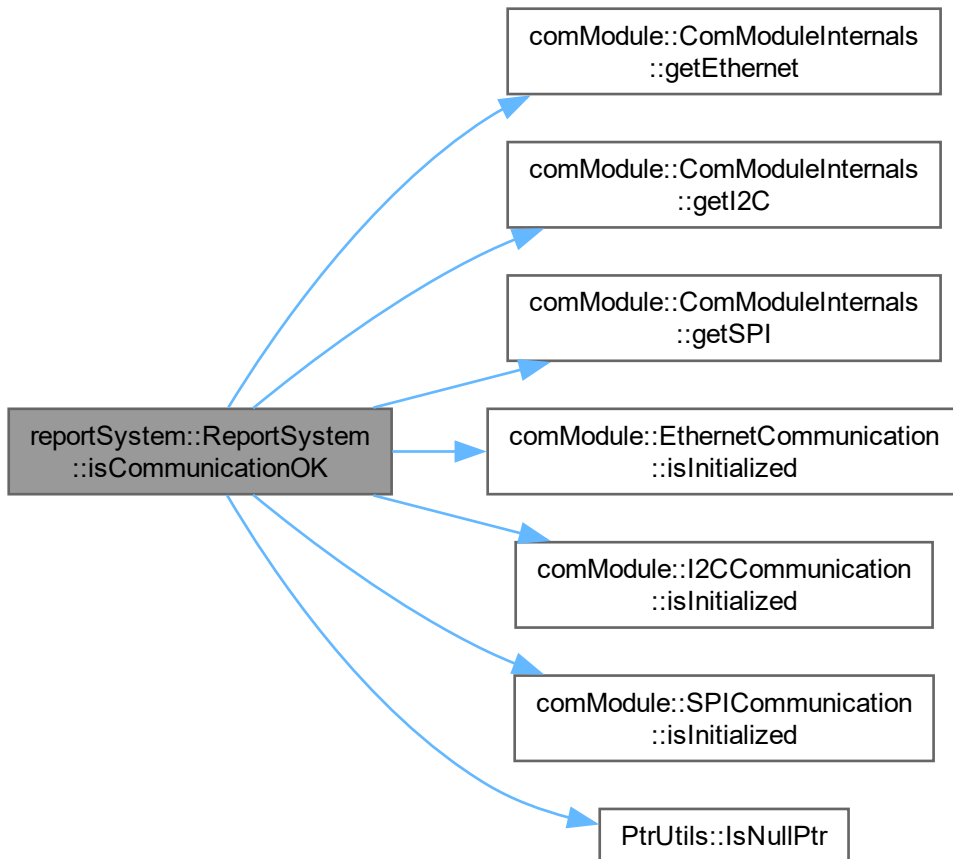 comModule::ComModuleInternals
::getEthernet
comModule::ComModuleInternals
::getI2C
comModule::ComModuleInternals
::getSPI
reportSystem::ReportSystem
::isCommunicationOK
comModule::EthernetCommunication
::isInitialized
comModule::I2CCommunication
::isInitialized
comModule::SPICommunication
::isInitialized
PtrUtils::IsNullPtr